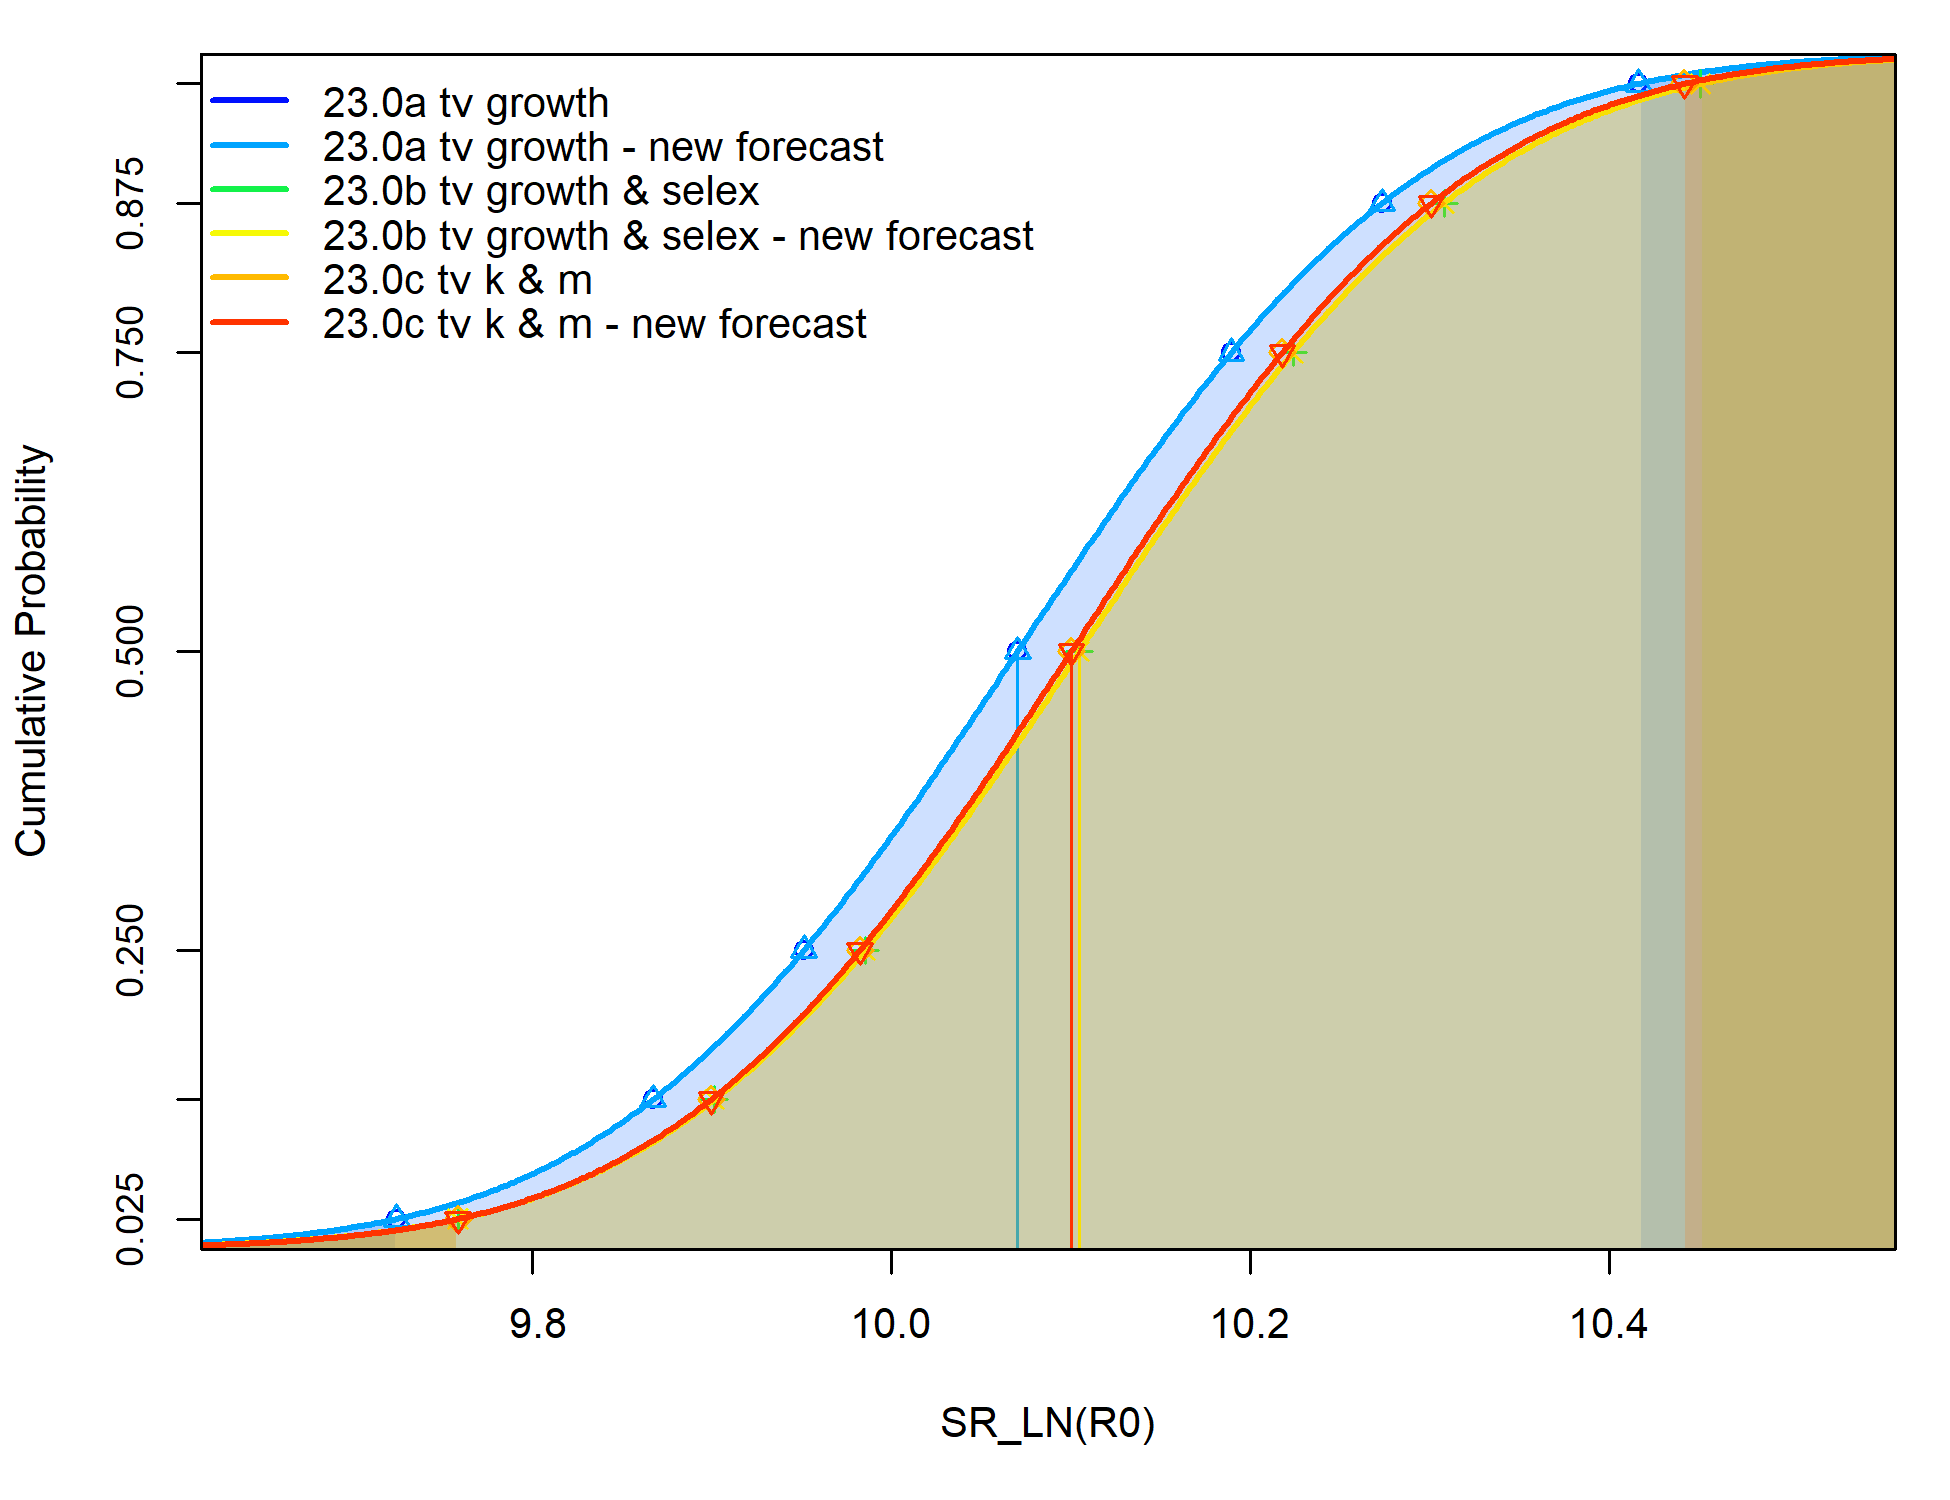 23.0a tv growth
23.0a tv growth - new forecast
23.0b tv growth & selex
23.0b tv growth & selex - new forecast
23.0c tv k & m
23.0c tv k & m - new forecast
Cumulative Probability
0.875
0.750
0.500
0.250
0.025
9.8
10.0
10.2
10.4
SR_LN(R0)